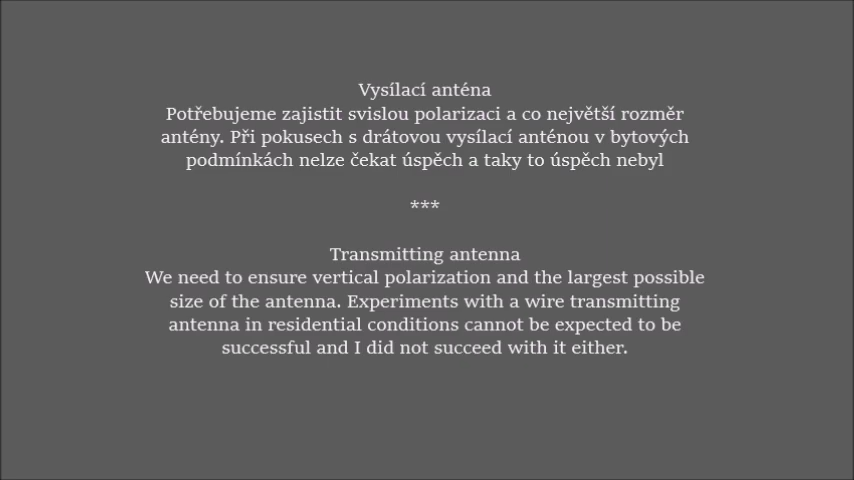 Vysílací anténa
Potřebujeme zajistit svislou polarizaci a co největší rozměr
antény. Při pokusech s drátovou vysílací anténou v bytových
podmínkách nelze čekat úspěch a taky to úspěch nebyl
***
Transmitting antenna
We need to ensure vertical polarization and the largest possible
size of the antenna. Experiments with a wire transmitting
antenna in residential conditions cannot be expected to be
successful and I did not succeed with it either.